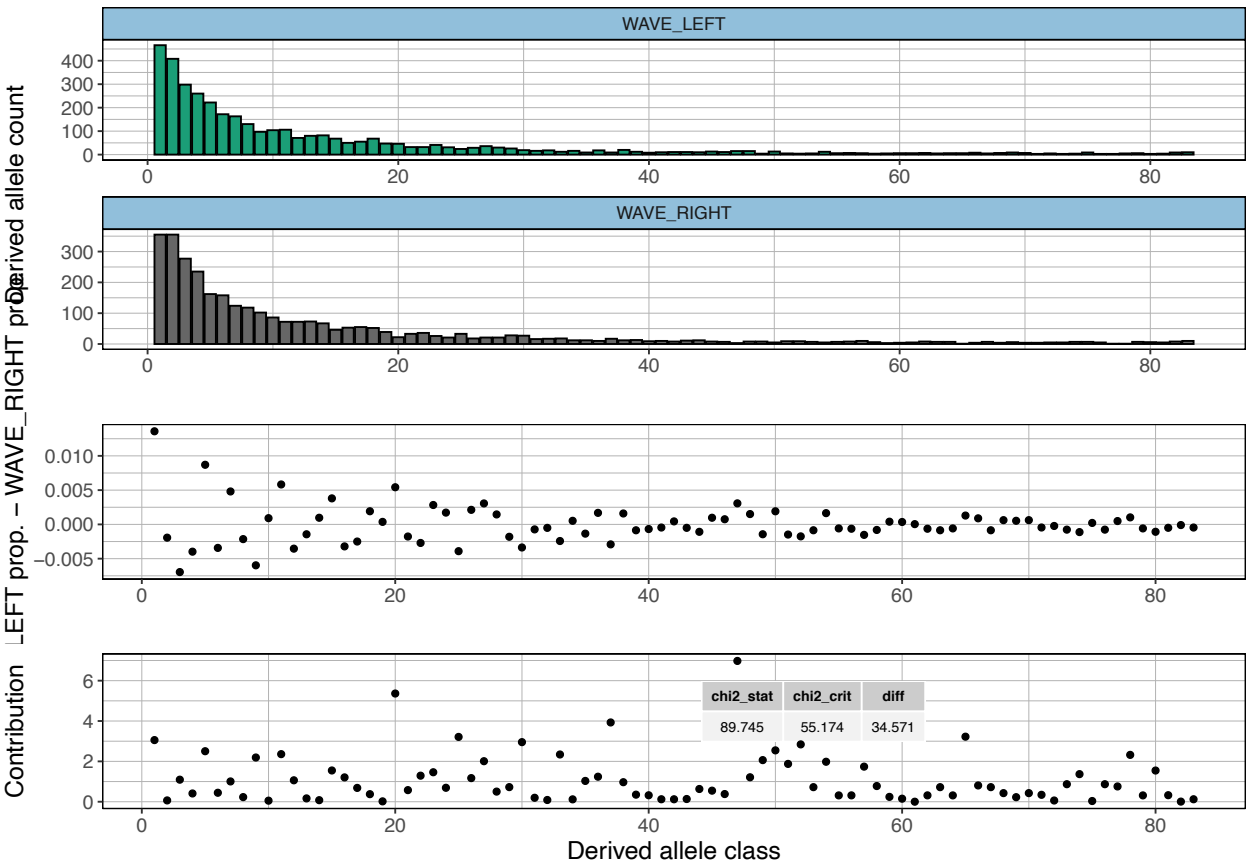 WAVE_LEFT
400
300
200
100
0
0 20 40 60 80
Derived allele count
WAVE_RIGHT
300
200
100
0
0 20 40 60 80
LEFT prop. − WAVE_RIGHT prop.
0.010
0.005
0.000
−0.005
0 20 40 60 80
Contribution
6
4
2
0
chi2_stat chi2_crit diff
89.745 55.174 34.571
0 20 40 60 80
Derived allele class